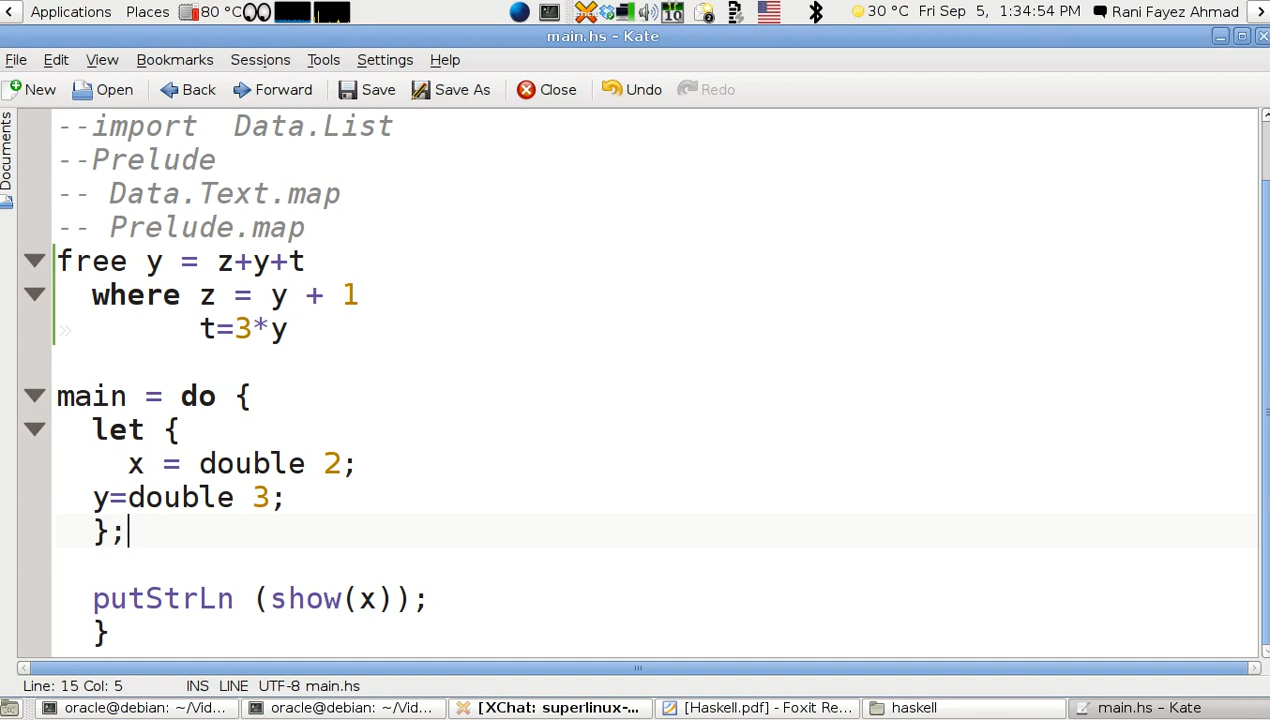 Applications Places 80 °C 10 30 °C Fri Sep 5, 1:34:54 PM Rani Fayez Ahmad
main.hs – Kate
File Edit View Bookmarks Sessions Tools Settings Help
New Open Back Forward Save Save As Close Undo Redo
Documents
--import  Data.List
--Prelude
-- Data.Text.map
-- Prelude.map
free y = z+y+t
  where z = y + 1
»       t=3*y
main = do {
  let {
    x = double 2;
  y=double 3;
  };
  putStrLn (show(x));
  }
Line: 15 Col: 5 INS LINE UTF-8 main.hs
oracle@debian: ~/Vid... oracle@debian: ~/Vid... [XChat: superlinux-... [Haskell.pdf] - Foxit Re... haskell main.hs – Kate